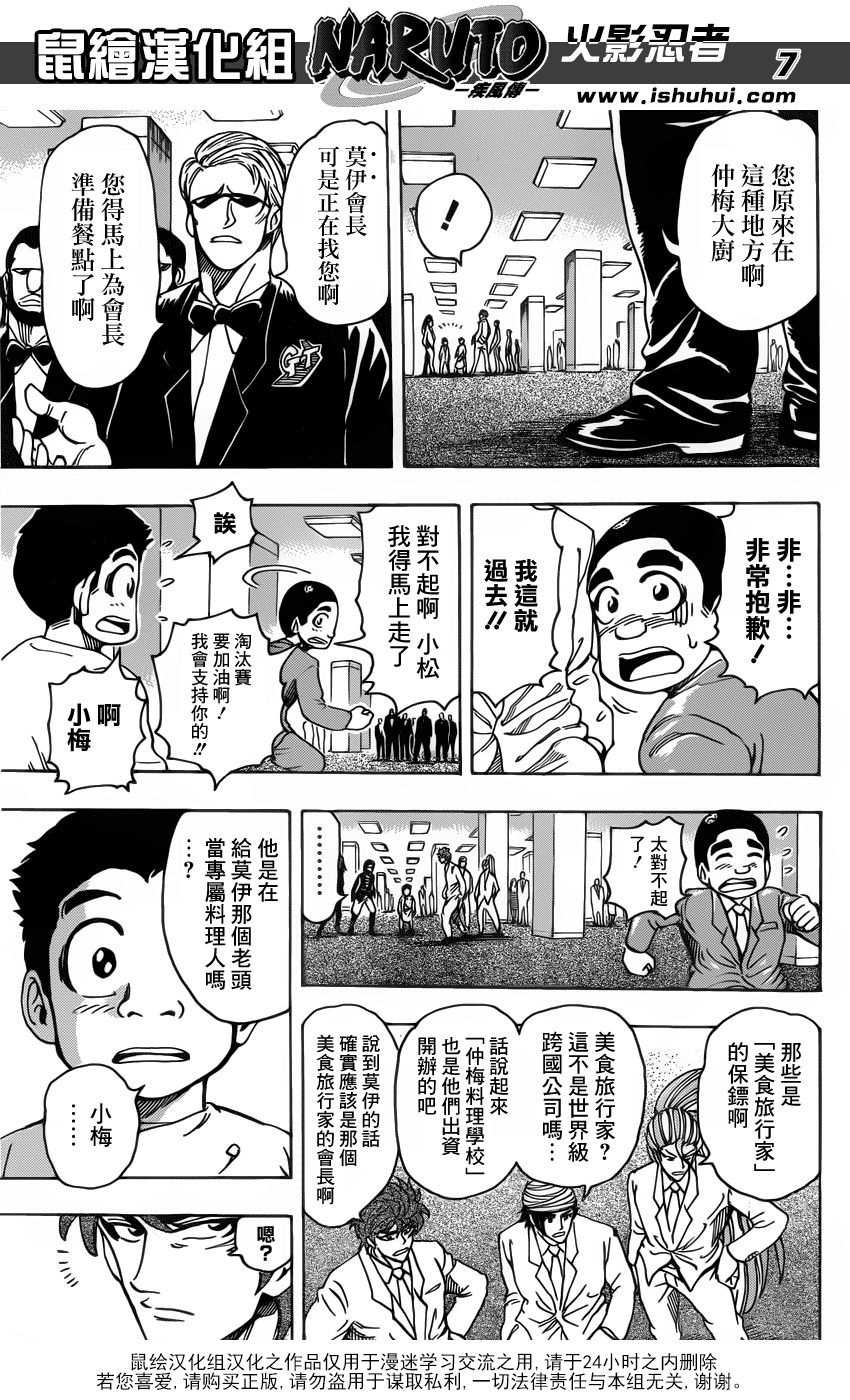 鼠繪漢化組
NARUTO
疾風傳
火影忍者
7
www.ishuhui.com
您原來在
這種地方啊
仲梅大廚
！
莫伊會長
可是正在找您啊
您得馬上為會長
準備餐點了啊
GT
非…非…
非常抱歉！
我這就
過去！！
對不起啊 小松
我得馬上走了
淘汰賽
要加油啊！
我會支持你的！！
誒
啊
小梅
太對不起
了！
………
他是在
給莫伊那個老頭
當專屬料理人嗎
…？
小梅
……
那些是
「美食旅行家」
的保鏢啊
美食旅行家？
這不是世界級
跨國公司嗎…
話說起來
「仲梅料理學校」
也是他們出資
開辦的吧
說到莫伊的話
確實應該是那個
美食旅行家的會長啊
嗯？
鼠绘汉化组汉化之作品仅用于漫迷学习交流之用, 请于24小时之内删除
若您喜爱, 请购买正版, 请勿盗用于谋取私利, 一切法律责任与本组无关, 谢谢。